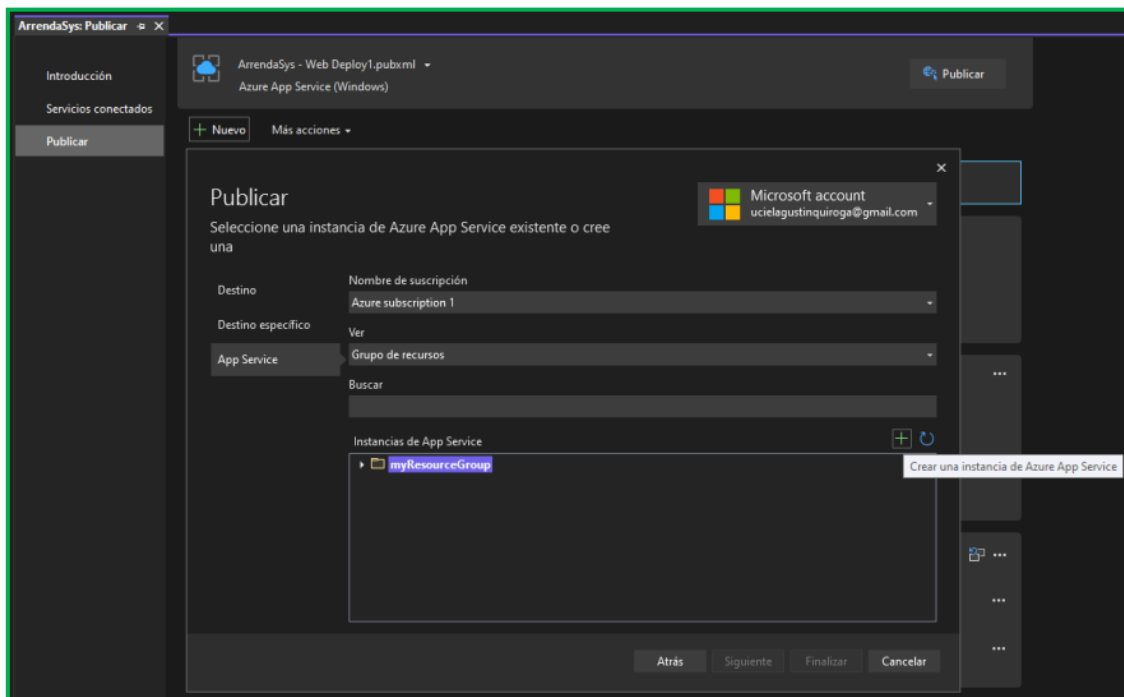 ArrendaSys: Publicar
Introducción
Servicios conectados
Publicar
ArrendaSys - Web Deploy1.pubxml
Azure App Service (Windows)
Publicar
Nuevo
Más acciones
Publicar
Seleccione una instancia de Azure App Service existente o cree
una
Microsoft account
ucielagustinquiroga@gmail.com
Destino
Destino específico
App Service
Nombre de suscripción
Azure subscription 1
Ver
Grupo de recursos
Buscar
Instancias de App Service
myResourceGroup
Crear una instancia de Azure App Service
Atrás
Siguiente
Finalizar
Cancelar